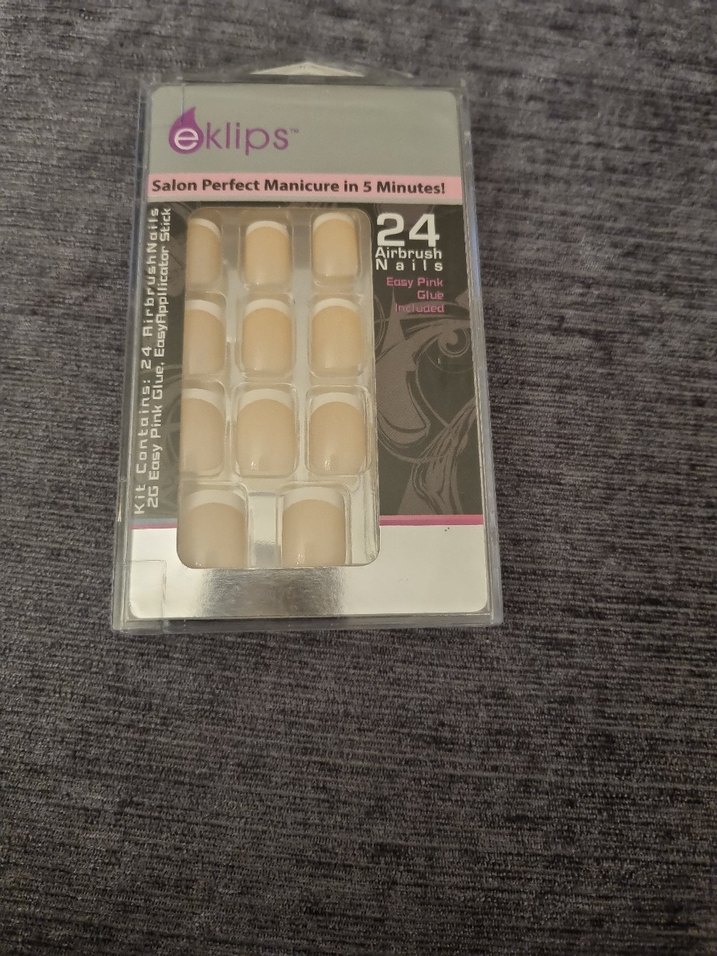 eklips™
Salon Perfect Manicure in 5 Minutes!
24
Airbrush
Nails
Easy Pink
Glue
Included
Kit Contains: 24 AirbrushNails
2G Easy Pink Glue, EasyApplicator Stick